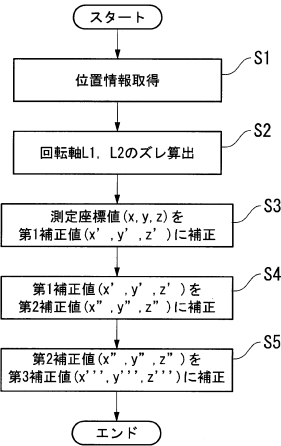 スタート
S1
位置情報取得
S2
回転軸L1, L2のズレ算出
S3
測定座標値(x,y,z)を
第1補正値(x',y',z')に補正
S4
第1補正値(x',y',z')を
第2補正値(x",y",z")に補正
S5
第2補正値(x",y",z")を
第3補正値(x''',y''',z''')に補正
エンド